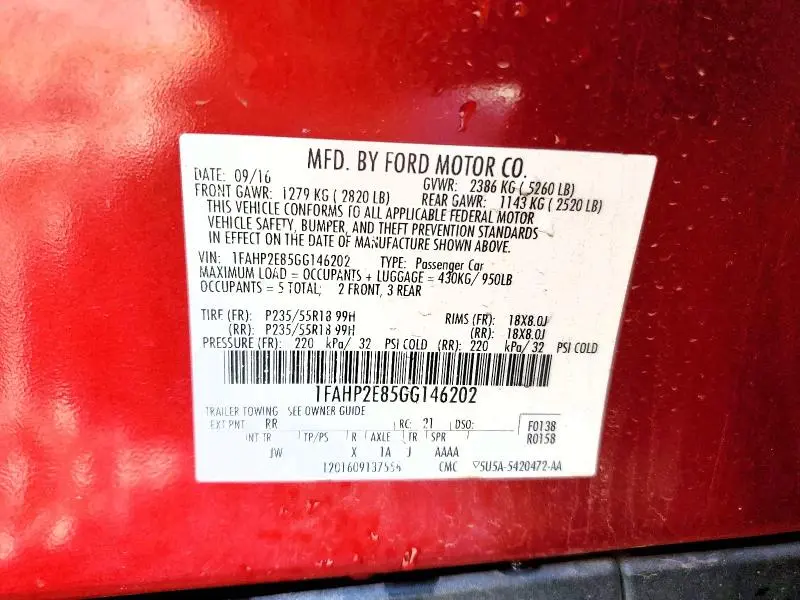 MFD. BY FORD MOTOR CO.
DATE: 09/16 GVWR: 2386 KG ( 5260 LB)
FRONT GAWR: 1279 KG ( 2820 LB) REAR GAWR: 1143 KG ( 2520 LB)
THIS VEHICLE CONFORMS TO ALL APPLICABLE FEDERAL MOTOR
VEHICLE SAFETY, BUMPER, AND THEFT PREVENTION STANDARDS
IN EFFECT ON THE DATE OF MANUFACTURE SHOWN ABOVE.
VIN: 1FAHP2E85GG146202 TYPE: Passenger Car
MAXIMUM LOAD = OCCUPANTS + LUGGAGE = 430KG/ 950LB
OCCUPANTS = 5 TOTAL; 2 FRONT, 3 REAR
TIRE (FR): P235/55R18 99H RIMS (FR): 18X8.0J
(RR): P235/55R18 99H (RR): 18X8.0J
PRESSURE (FR): 220 kPa/ 32 PSI COLD (RR): 220 kPa/ 32 PSI COLD
1FAHP2E85GG146202
TRAILER TOWING SEE OWNER GUIDE
EXT PNT RR RC: 21 DSO: F0138
INT TR TP/PS R AXLE TR SPR R0158
JW X 1A J AAAA
1201609137556 CMC ▽5U5A-5420472-AA